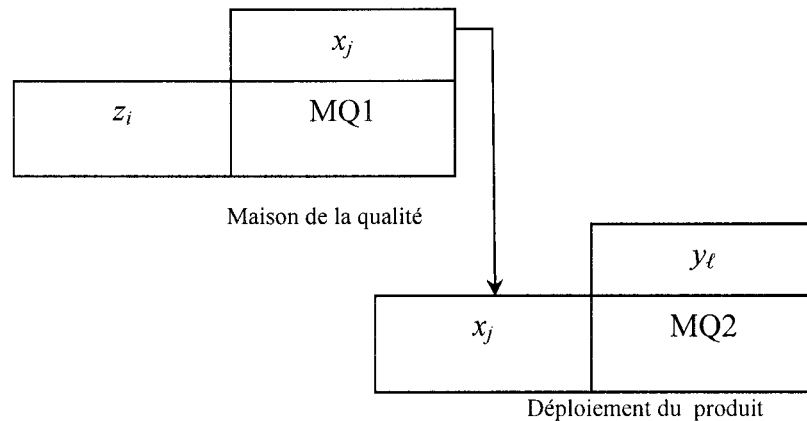 x_j
z_i MQ1
Maison de la qualité
y_ℓ
x_j MQ2
Déploiement du produit